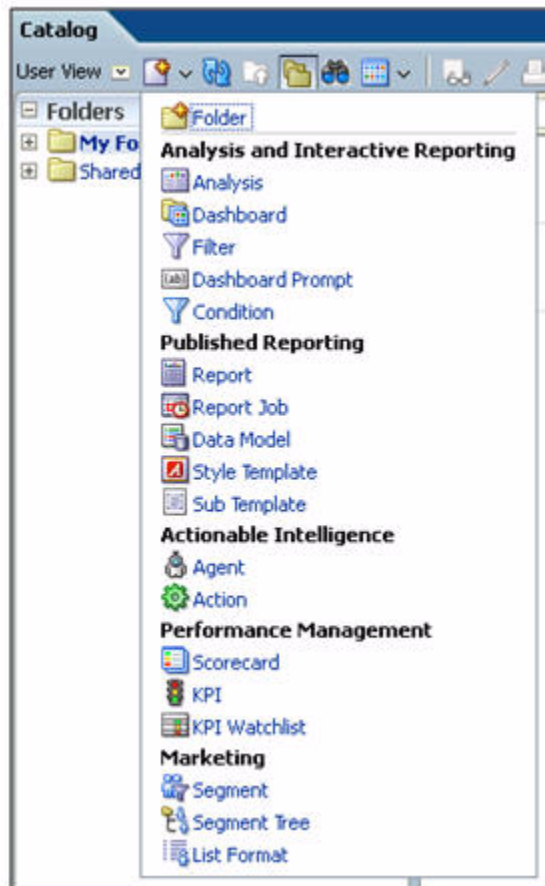 Catalog
User View
Folders
My Fo
Shared
Folder
Analysis and Interactive Reporting
Analysis
Dashboard
Filter
Dashboard Prompt
Condition
Published Reporting
Report
Report Job
Data Model
Style Template
Sub Template
Actionable Intelligence
Agent
Action
Performance Management
Scorecard
KPI
KPI Watchlist
Marketing
Segment
Segment Tree
List Format